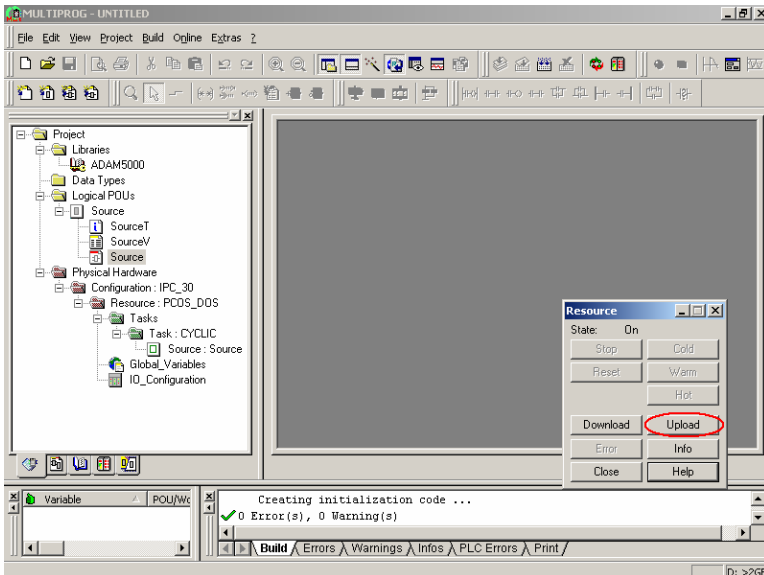 MULTIPROG - UNTITLED
File Edit View Project Build Online Extras ?
Project
Libraries
ADAM5000
Data Types
Logical POUs
Source
SourceT
SourceV
Source
Physical Hardware
Configuration : IPC_30
Resource : PCOS_DOS
Tasks
Task : CYCLIC
Source : Source
Global_Variables
IO_Configuration
Resource
State: On
Stop Cold
Reset Warm
Hot
Download Upload
Error Info
Close Help
Variable POU/Wo
Creating initialization code ...
0 Error(s), 0 Warning(s)
Build Errors Warnings Infos PLC Errors Print
D: >2GB